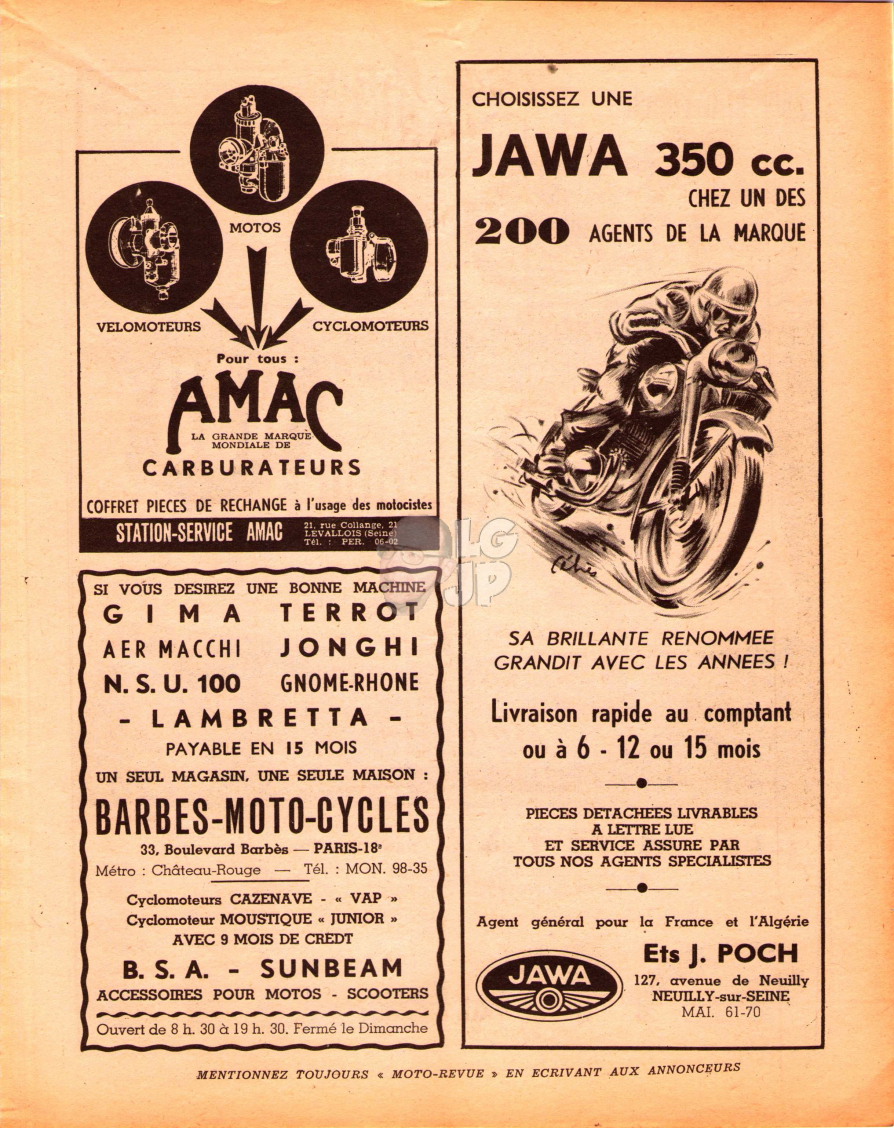 MOTOS
VELOMOTEURS
CYCLOMOTEURS
Pour tous :
AMAC
LA GRANDE MARQUE
MONDIALE DE
CARBURATEURS
COFFRET PIECES DE RECHANGE à l'usage des motocistes
STATION-SERVICE AMAC
21, rue Collange, 21
LEVALLOIS (Seine)
Tél. : PER. 06-02
SI VOUS DESIREZ UNE BONNE MACHINE
GIMA TERROT
AER MACCHI JONGHI
N.S.U. 100 GNOME-RHONE
- LAMBRETTA -
PAYABLE EN 15 MOIS
UN SEUL MAGASIN, UNE SEULE MAISON :
BARBES-MOTO-CYCLES
33, Boulevard Barbès — PARIS-18e
Métro : Château-Rouge — Tél. : MON. 98-35
Cyclomoteurs CAZENAVE - « VAP »
Cyclomoteur MOUSTIQUE « JUNIOR »
AVEC 9 MOIS DE CREDT
B.S.A. - SUNBEAM
ACCESSOIRES POUR MOTOS - SCOOTERS
Ouvert de 8 h. 30 à 19 h. 30. Fermé le Dimanche
CHOISISSEZ UNE
JAWA 350 cc.
CHEZ UN DES
200 AGENTS DE LA MARQUE
SA BRILLANTE RENOMMEE
GRANDIT AVEC LES ANNEES !
Livraison rapide au comptant
ou à 6 - 12 ou 15 mois
PIECES DETACHEES LIVRABLES
A LETTRE LUE
ET SERVICE ASSURE PAR
TOUS NOS AGENTS SPECIALISTES
Agent général pour la France et l'Algérie
JAWA
Ets J. POCH
127, avenue de Neuilly
NEUILLY-sur-SEINE
MAI. 61-70
MENTIONNEZ TOUJOURS « MOTO-REVUE » EN ECRIVANT AUX ANNONCEURS
LG
JP